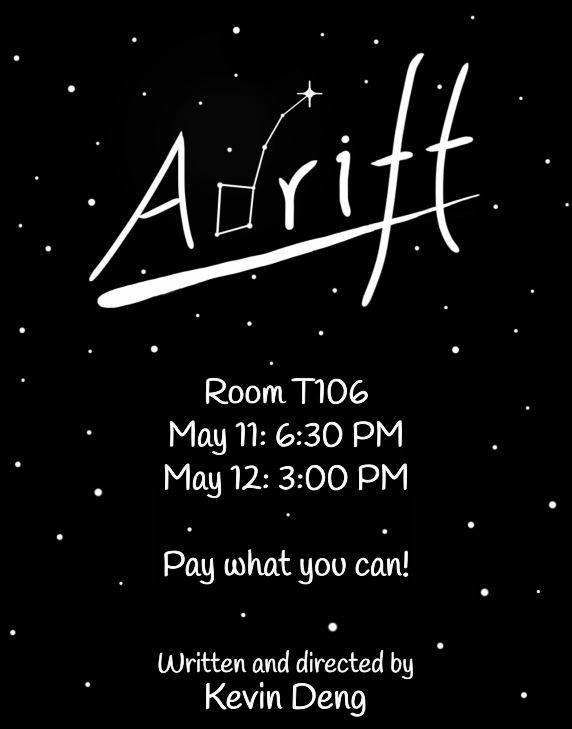 Adrift
Room T106
May 11: 6:30 PM
May 12: 3:00 PM
Pay what you can!
Written and directed by
Kevin Deng